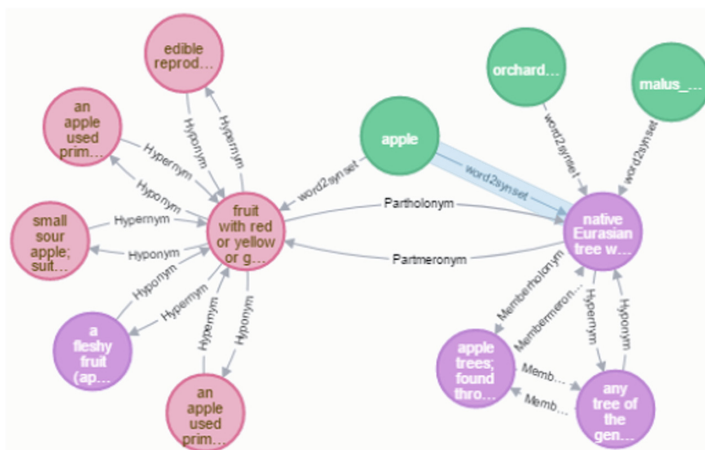 edible
reprod...
orchard...
malus_...
an
apple
used
prim...
apple
Hypernym
Hyponym
Hypernym
Hyponym
word2synset
word2synset
word2synset
word2synset
small
sour
apple;
suit...
Hypernym
Hyponym
fruit
with red
or yellow
or g...
Partholonym
Partmeronym
native
Eurasian
tree w...
Hyponym
Hypernym
a
fleshy
fruit
(ap...
Hypernym
Hyponym
Memberholonym
Membermeron...
Hypernym
Hyponym
apple
trees;
found
thro...
Memb...
Memb...
any
tree of
the
gen...
an
apple
used
prim...